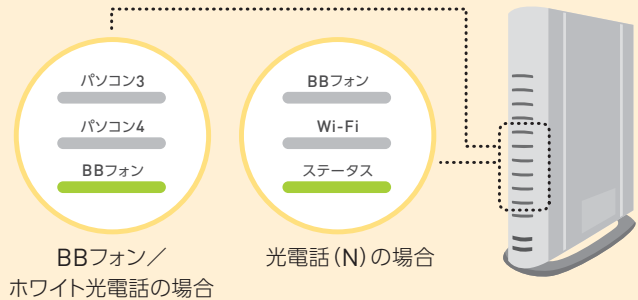 パソコン3
パソコン4
BBフォン
BBフォン／
ホワイト光電話の場合
BBフォン
Wi-Fi
ステータス
光電話（N）の場合